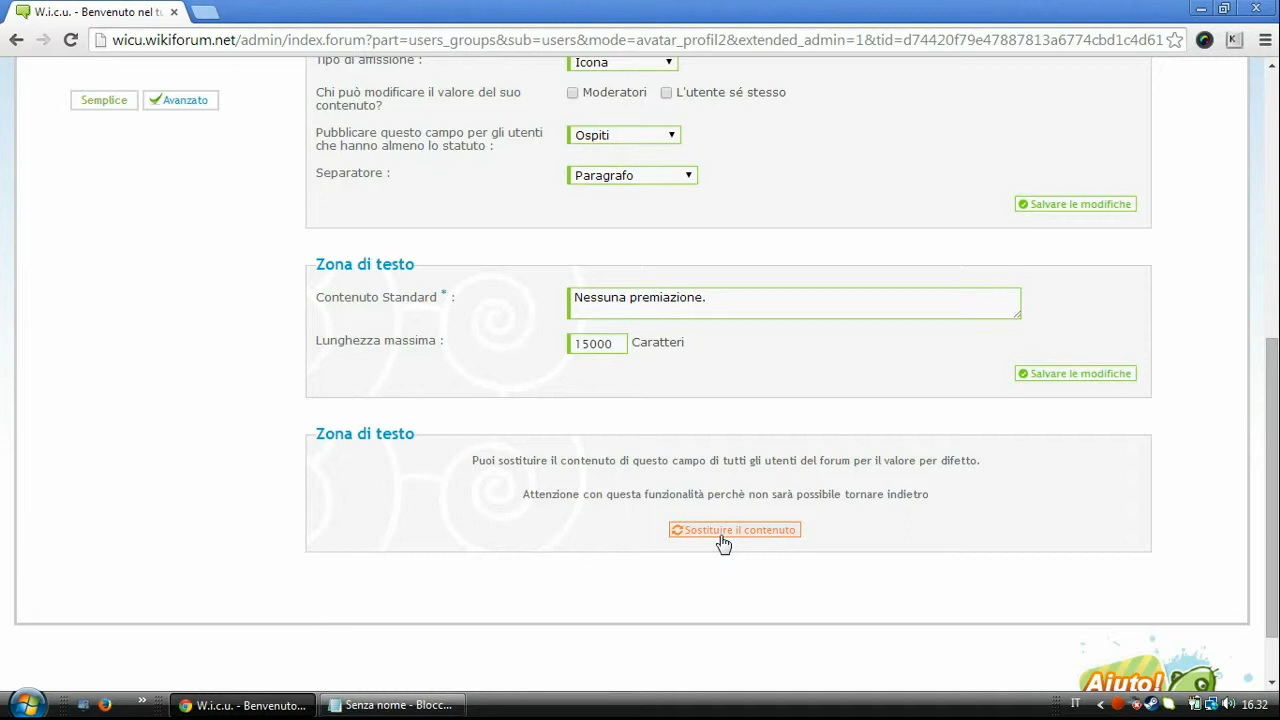 W.i.c.u. - Benvenuto nel tu
wicu.wikiforum.net/admin/index.forum?part=users_groups&sub=users&mode=avatar_profil2&extended_admin=1&tid=d74420f79e47887813a6774cbd1c4d61
Tipo di affissione :
Icona
Semplice
Avanzato
Chi può modificare il valore del suo
contenuto?
Moderatori
L'utente sé stesso
Pubblicare questo campo per gli utenti
che hanno almeno lo statuto :
Ospiti
Separatore :
Paragrafo
Salvare le modifiche
Zona di testo
Contenuto Standard * :
Nessuna premiazione.
Lunghezza massima :
15000 Caratteri
Salvare le modifiche
Zona di testo
Puoi sostituire il contenuto di questo campo di tutti gli utenti del forum per il valore per difetto.
Attenzione con questa funzionalità perchè non sarà possibile tornare indietro
Sostituire il contenuto
Aiuto!
W.i.c.u. - Benvenuto...
Senza nome - Blocc...
IT
16.32